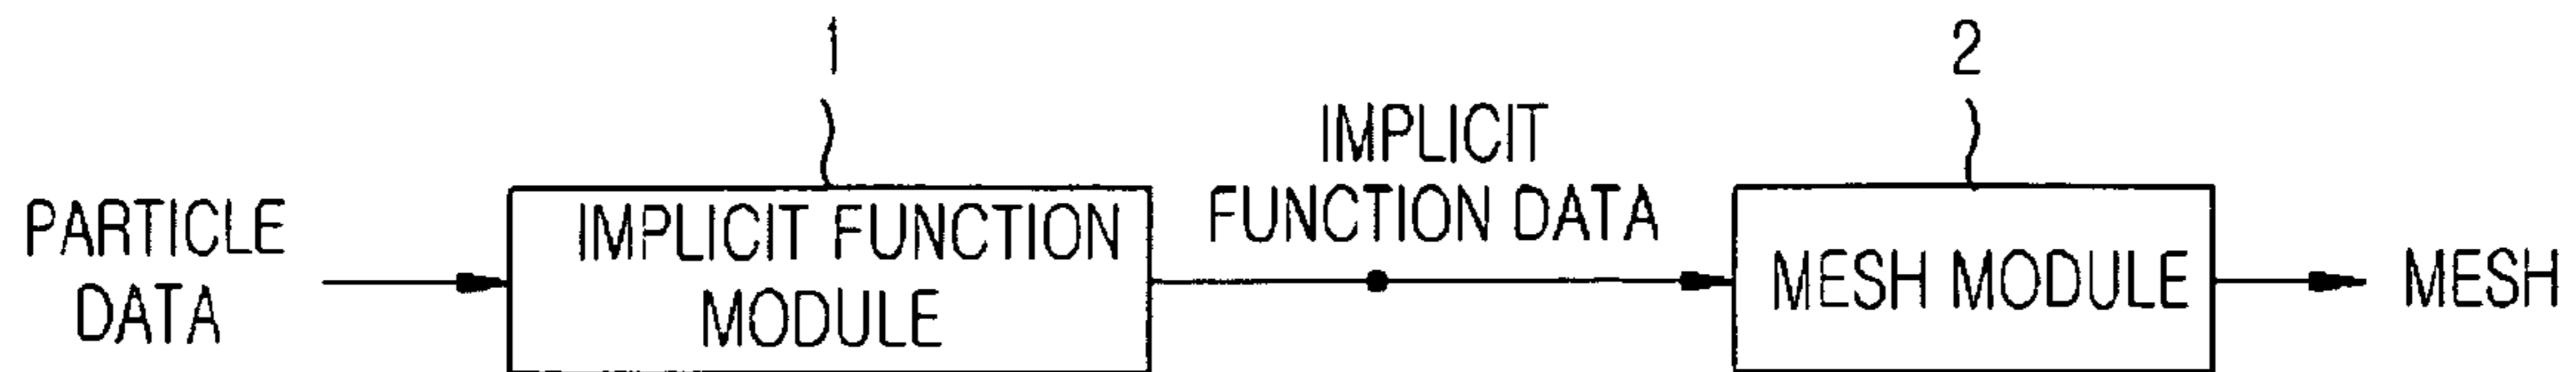 1
2
PARTICLE
DATA
IMPLICIT FUNCTION
MODULE
IMPLICIT
FUNCTION DATA
MESH MODULE
MESH